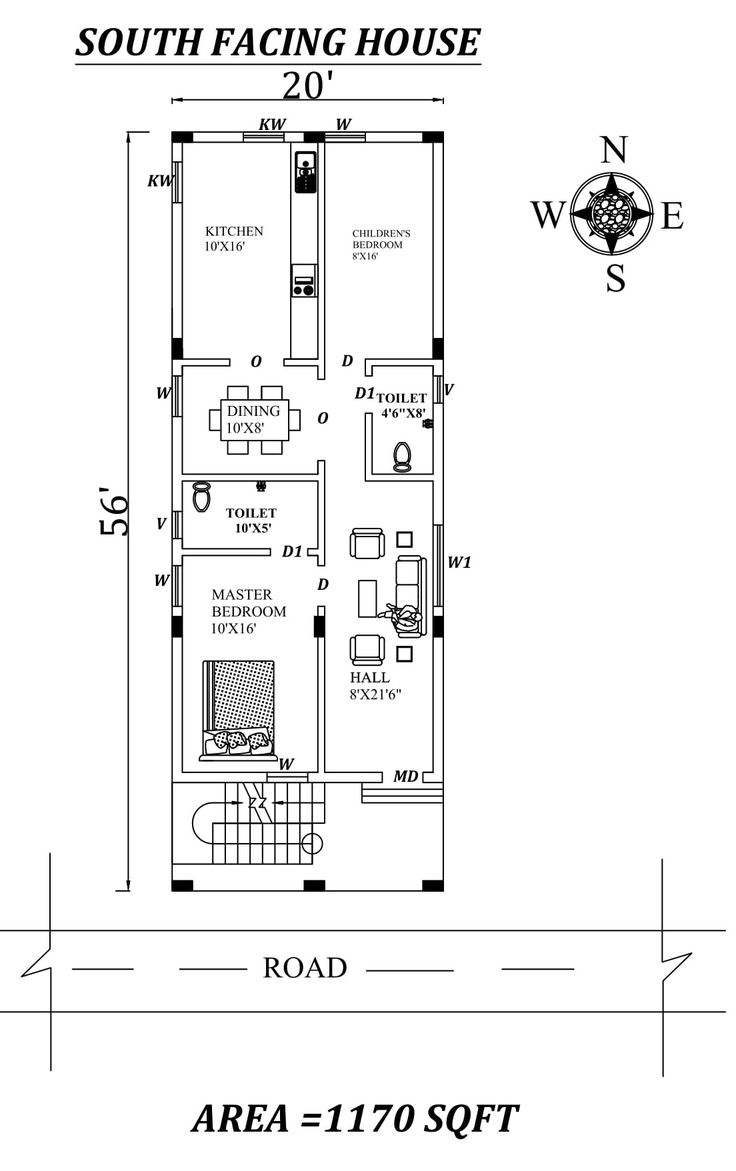 SOUTH FACING HOUSE
20'
KW
W
N
KW
W
E
KITCHEN
10'X16'
CHILDREN'S
BEDROOM
8'X16'
S
O
D
W
D1
TOILET
4'6"X8'
V
DINING
10'X8'
O
56'
V
TOILET
10'X5'
D1
W1
W
D
MASTER
BEDROOM
10'X16'
HALL
8'X21'6"
W
MD
ROAD
AREA =1170 SQFT